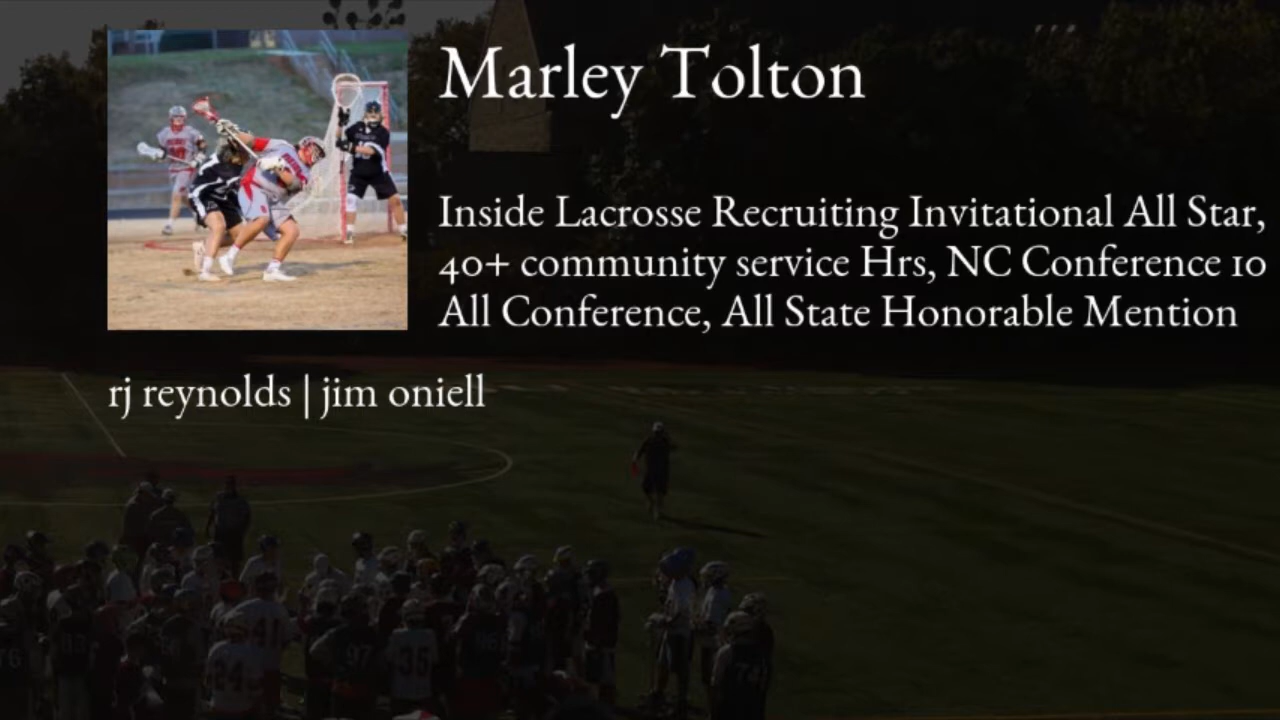 Marley Tolton
Inside Lacrosse Recruiting Invitational All Star,
40+ community service Hrs, NC Conference 10
All Conference, All State Honorable Mention
rj reynolds | jim oniell